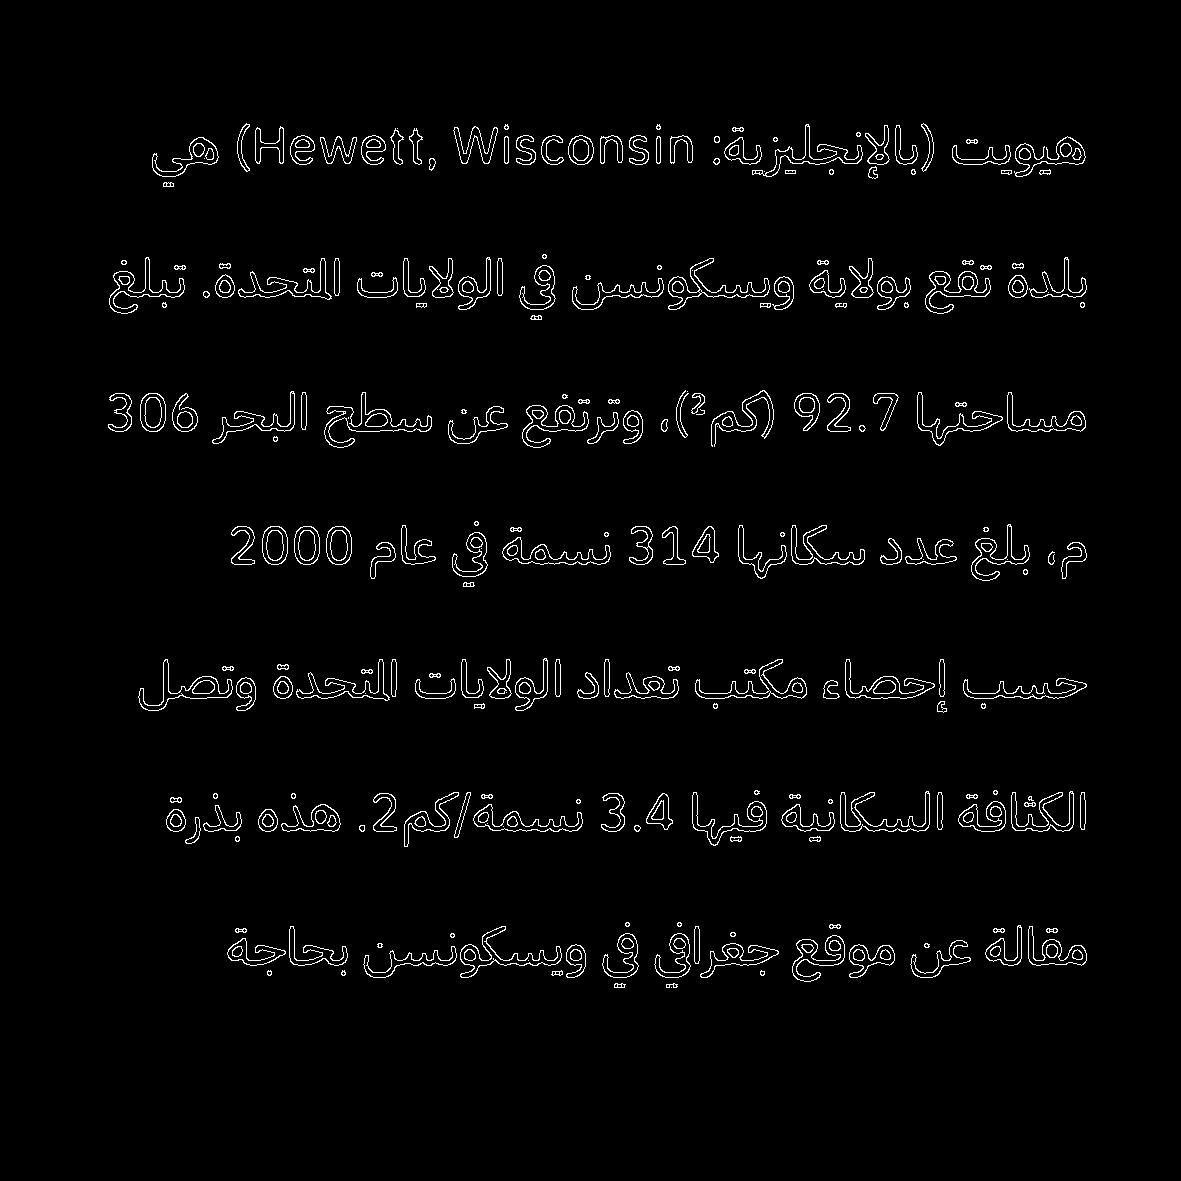 هيويت (بالإنجليزية: Hewett, Wisconsin) هي
بلدة تقع بولاية ويسكونسن في الولايات المتحدة. تبلغ
مساحتها 92.7 (كم²)، وترتفع عن سطح البحر 306
م، بلغ عدد سكانها 314 نسمة في عام 2000
حسب إحصاء مكتب تعداد الولايات المتحدة وتصل
الكثافة السكانية فيها 3.4 نسمة/كم2. هذه بذرة
مقالة عن موقع جغرافي في ويسكونسن بحاجة